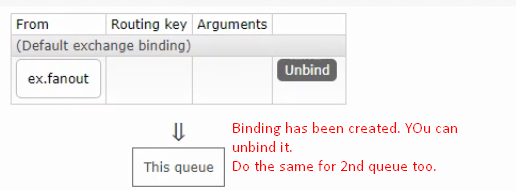 From Routing key Arguments
(Default exchange binding)
ex.fanout Unbind
⇓
This queue
Binding has been created. YOu can
unbind it.
Do the same for 2nd queue too.